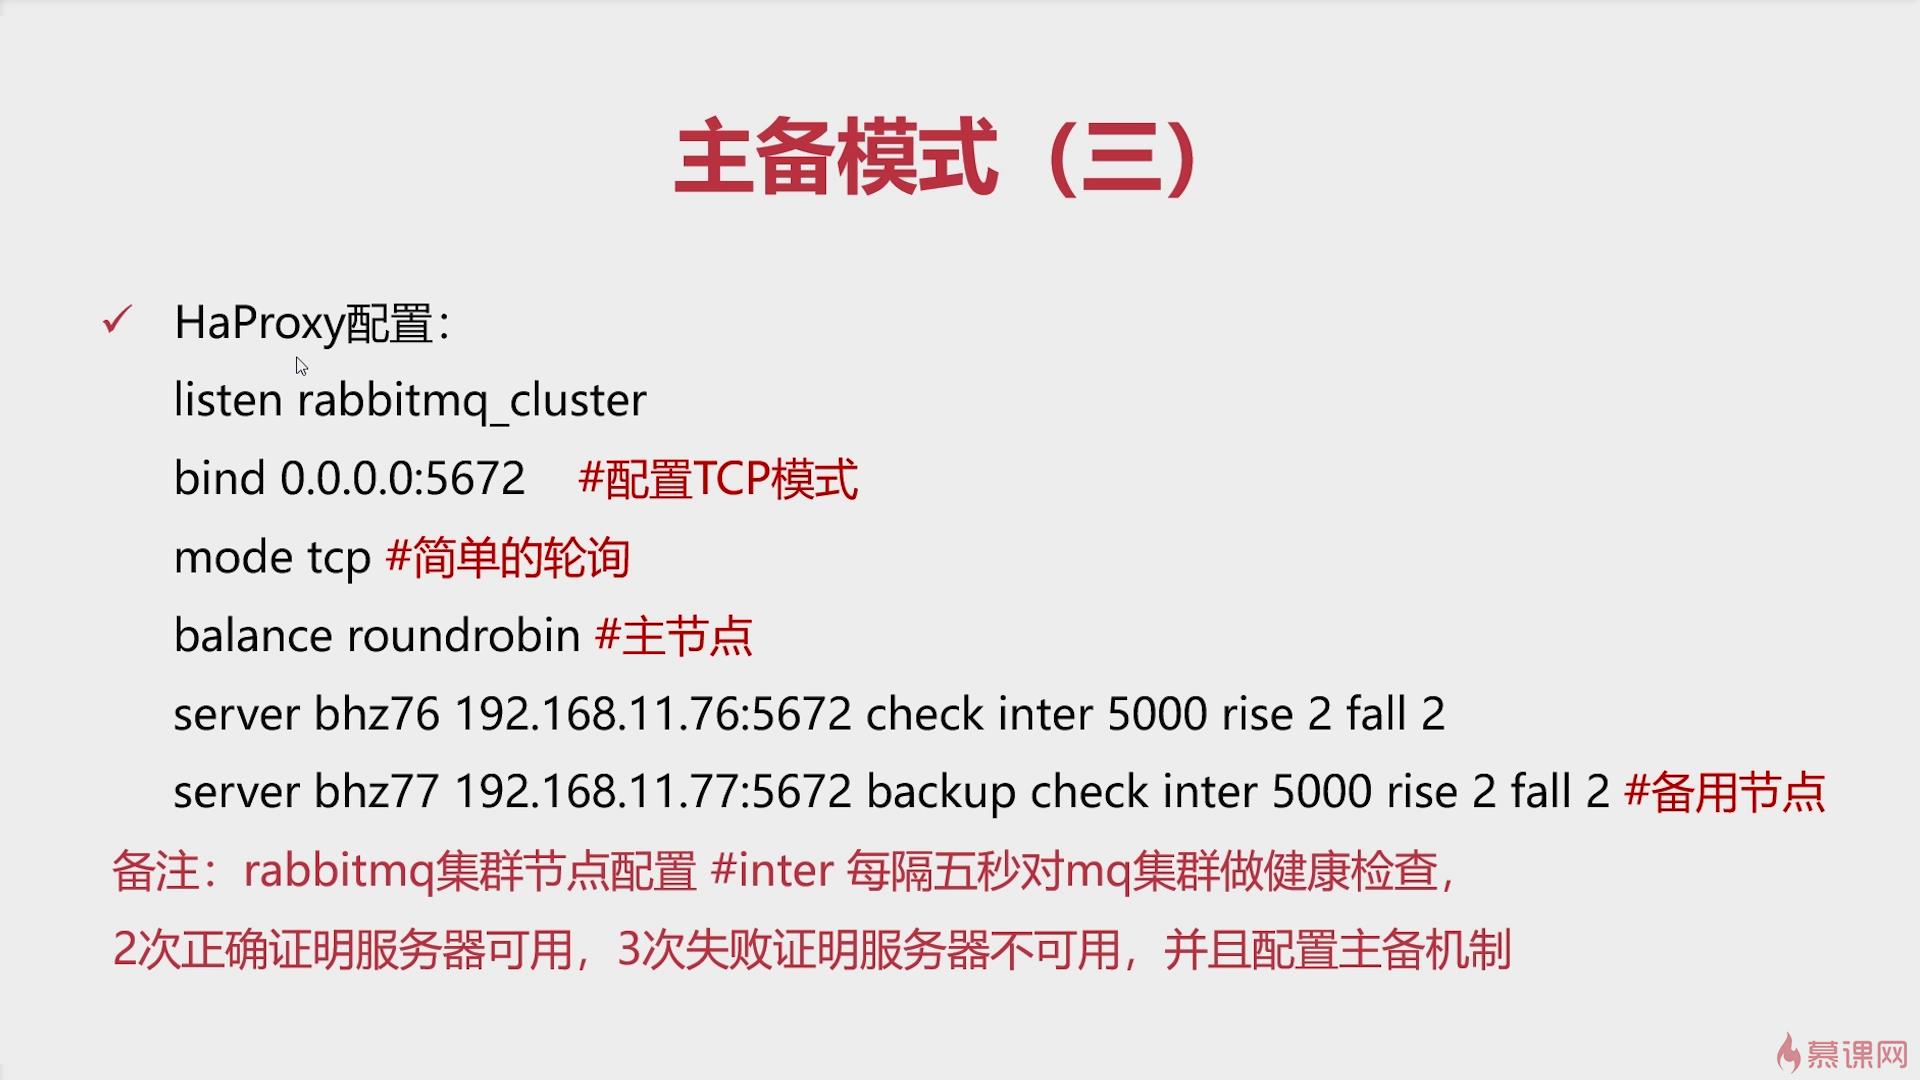 主备模式（三）
HaProxy配置：
listen rabbitmq_cluster
bind 0.0.0.0:5672 #配置TCP模式
mode tcp #简单的轮询
balance roundrobin #主节点
server bhz76 192.168.11.76:5672 check inter 5000 rise 2 fall 2
server bhz77 192.168.11.77:5672 backup check inter 5000 rise 2 fall 2 #备用节点
备注：rabbitmq集群节点配置 #inter 每隔五秒对mq集群做健康检查，
2次正确证明服务器可用，3次失败证明服务器不可用，并且配置主备机制
慕课网